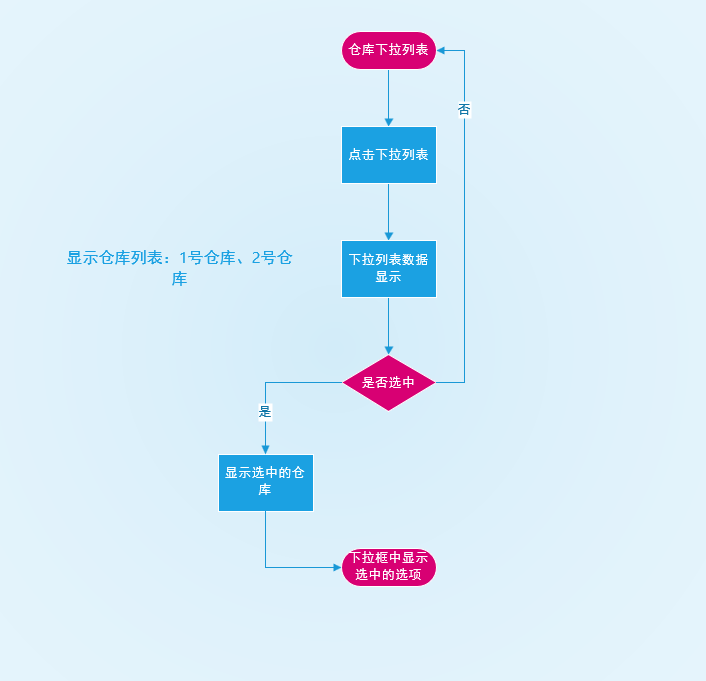 仓库下拉列表
否
点击下拉列表
显示仓库列表：1号仓库、2号仓
库
下拉列表数据
显示
是否选中
是
显示选中的仓
库
下拉框中显示
选中的选项